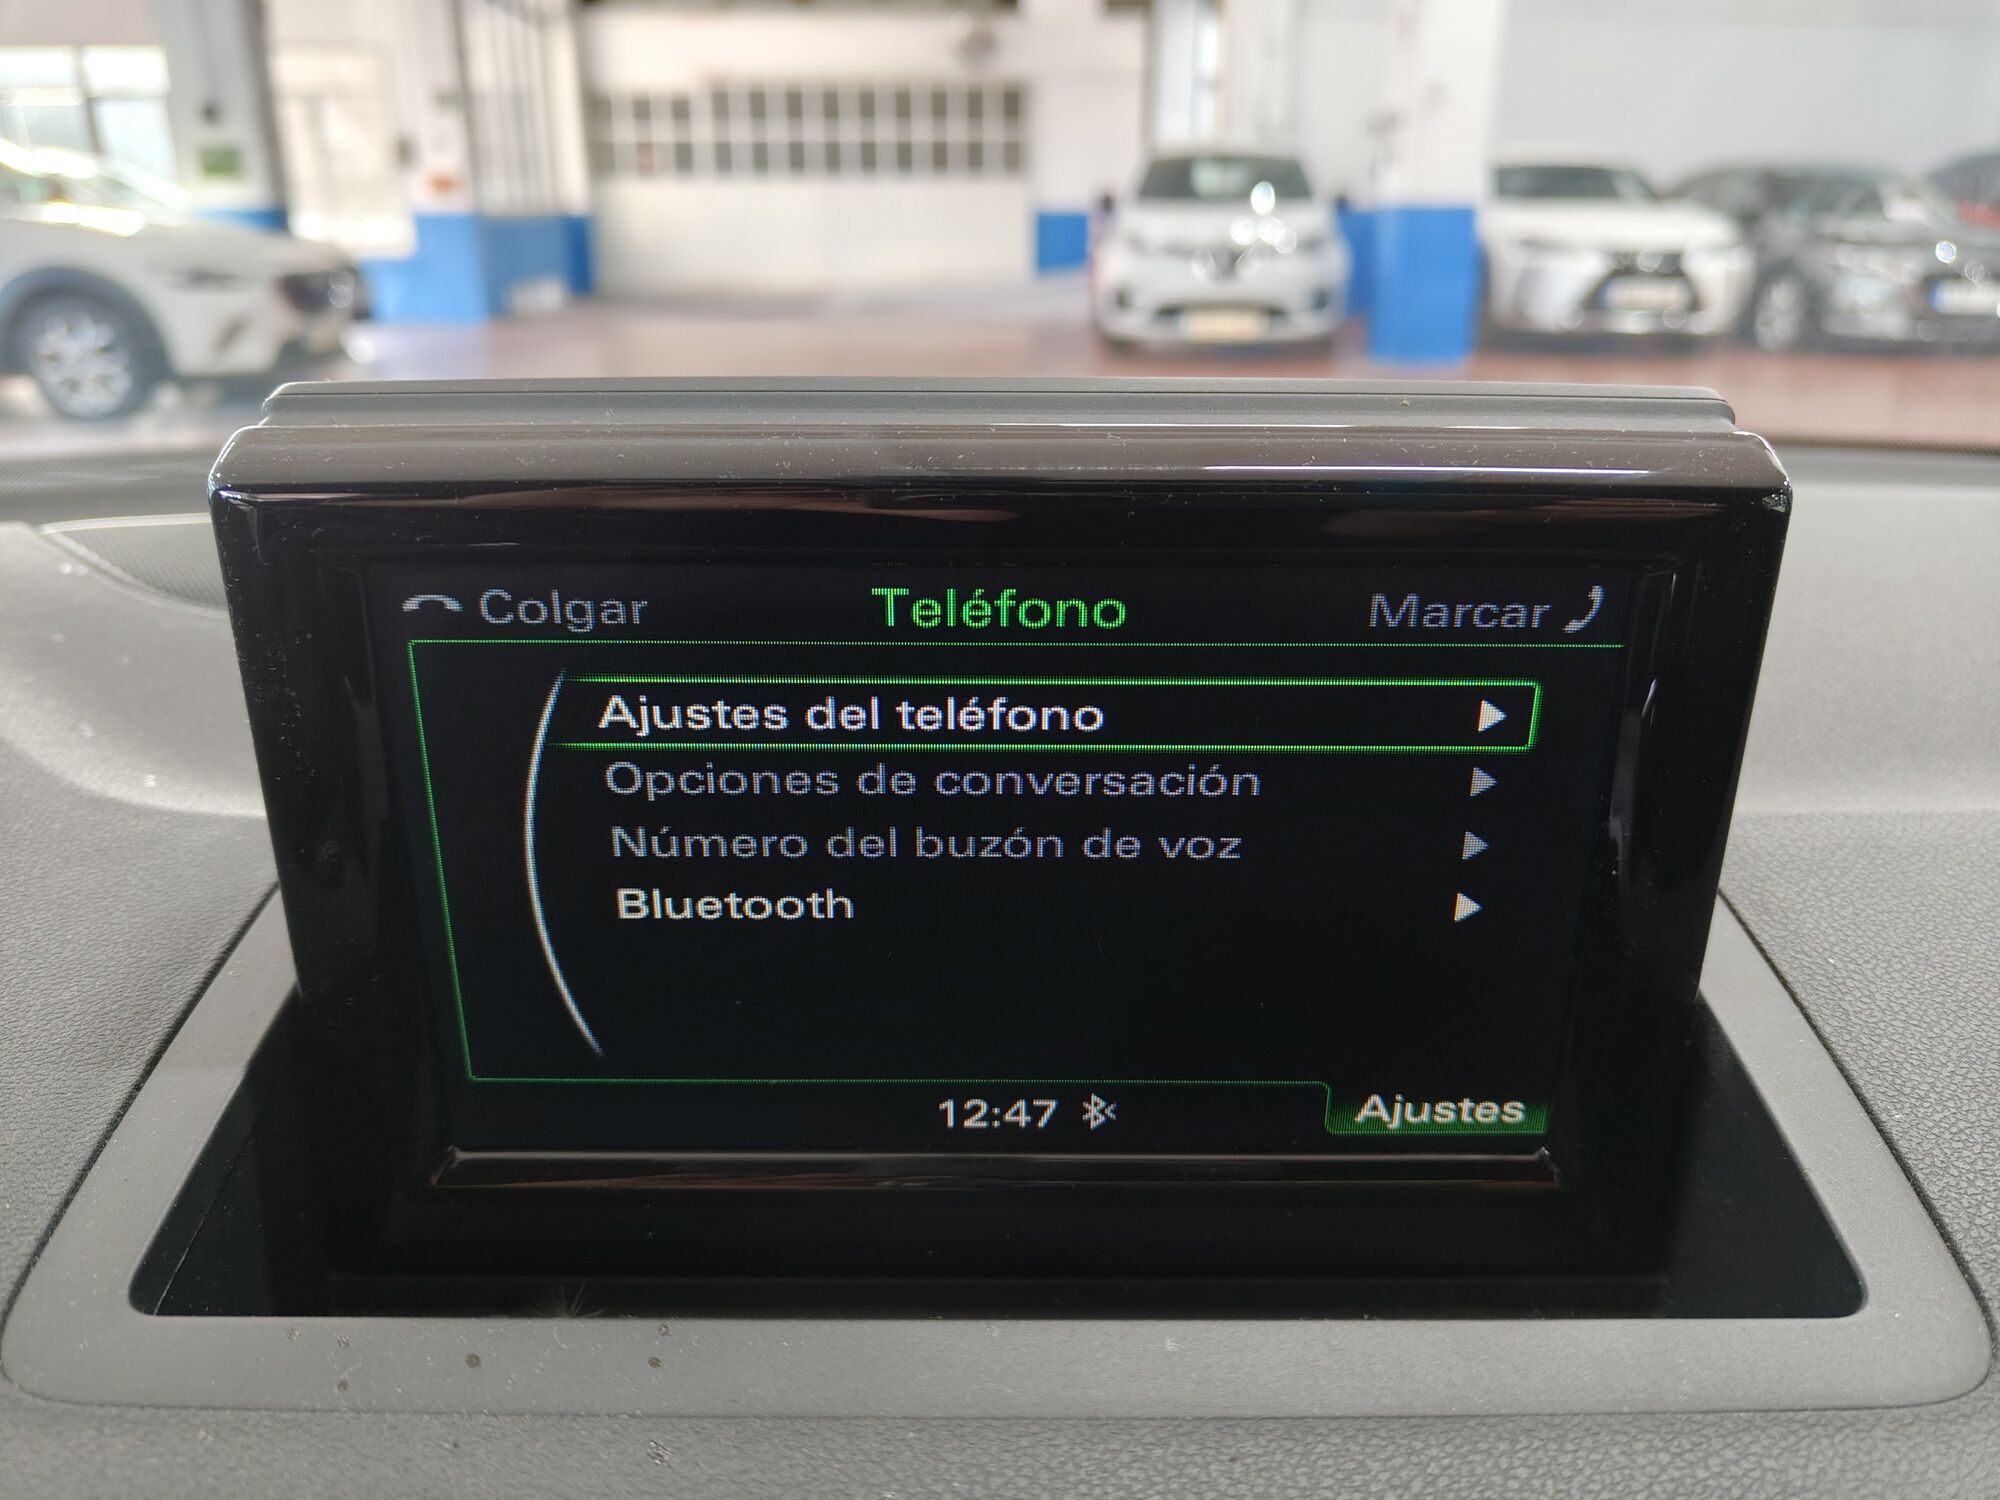 Colgar Teléfono Marcar
Ajustes del teléfono
Opciones de conversación
Número del buzón de voz
Bluetooth
12:47 Ajustes